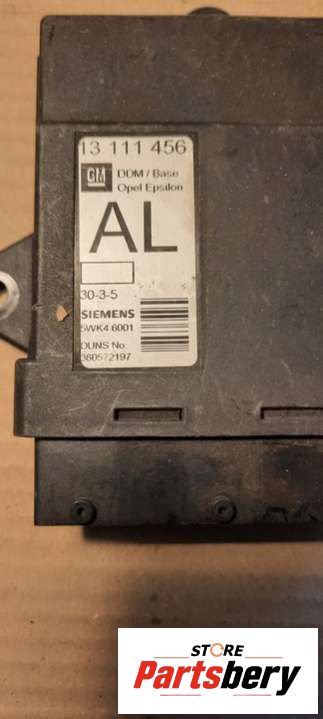 13 111 456
GM DDM / Base
Opel Epsilon
AL
30-3-5
SIEMENS
5WK4 6001
DUNS No:
360572197
STORE
Partsbery